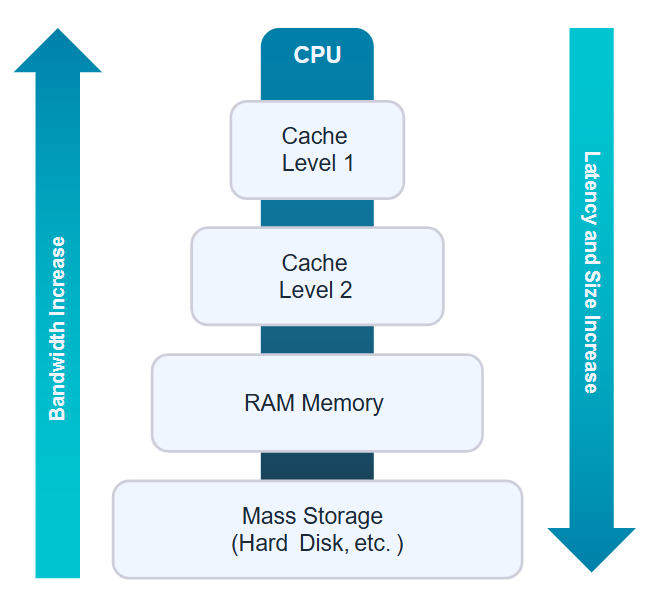 CPU
Cache
Level 1
Cache
Level 2
RAM Memory
Mass Storage
(Hard Disk, etc. )
Bandwidth Increase
Latency and Size Increase